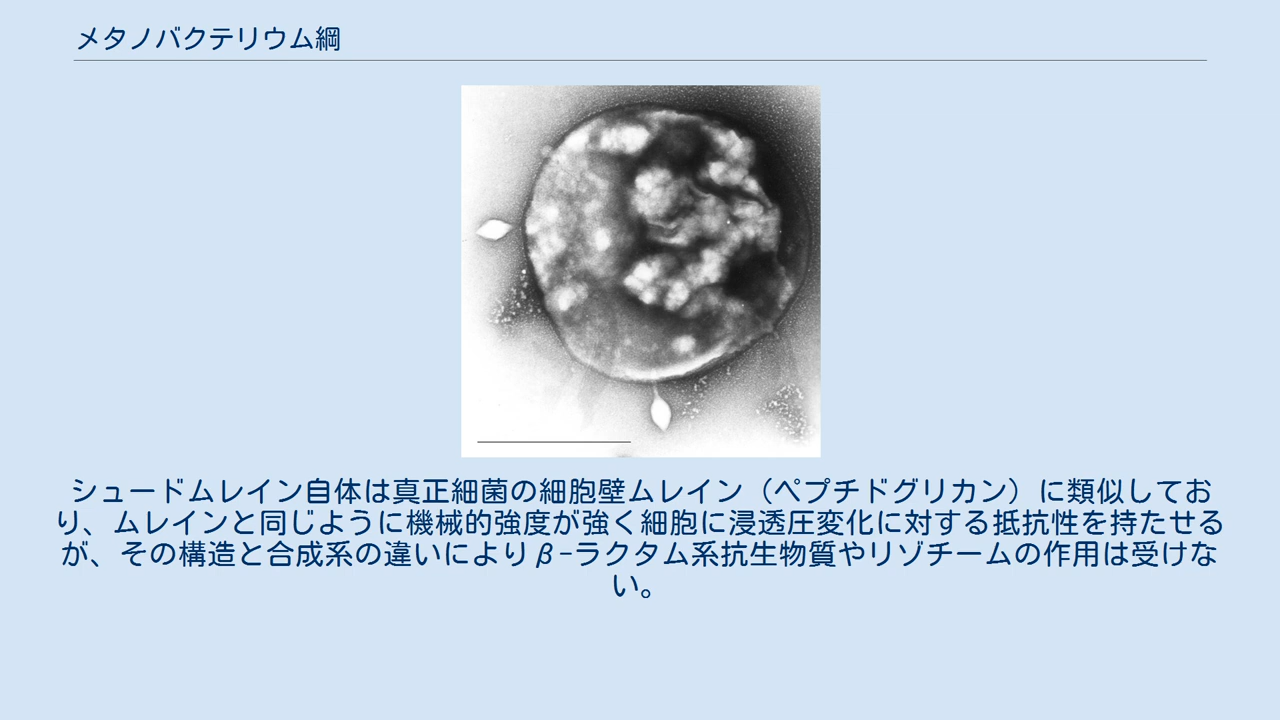 メタノバクテリウム綱
シュードムレイン自体は真正細菌の細胞壁ムレイン（ペプチドグリカン）に類似してお
り、ムレインと同じように機械的強度が強く細胞に浸透圧変化に対する抵抗性を持たせる
が、その構造と合成系の違いによりβ-ラクタム系抗生物質やリゾチームの作用は受けな
い。